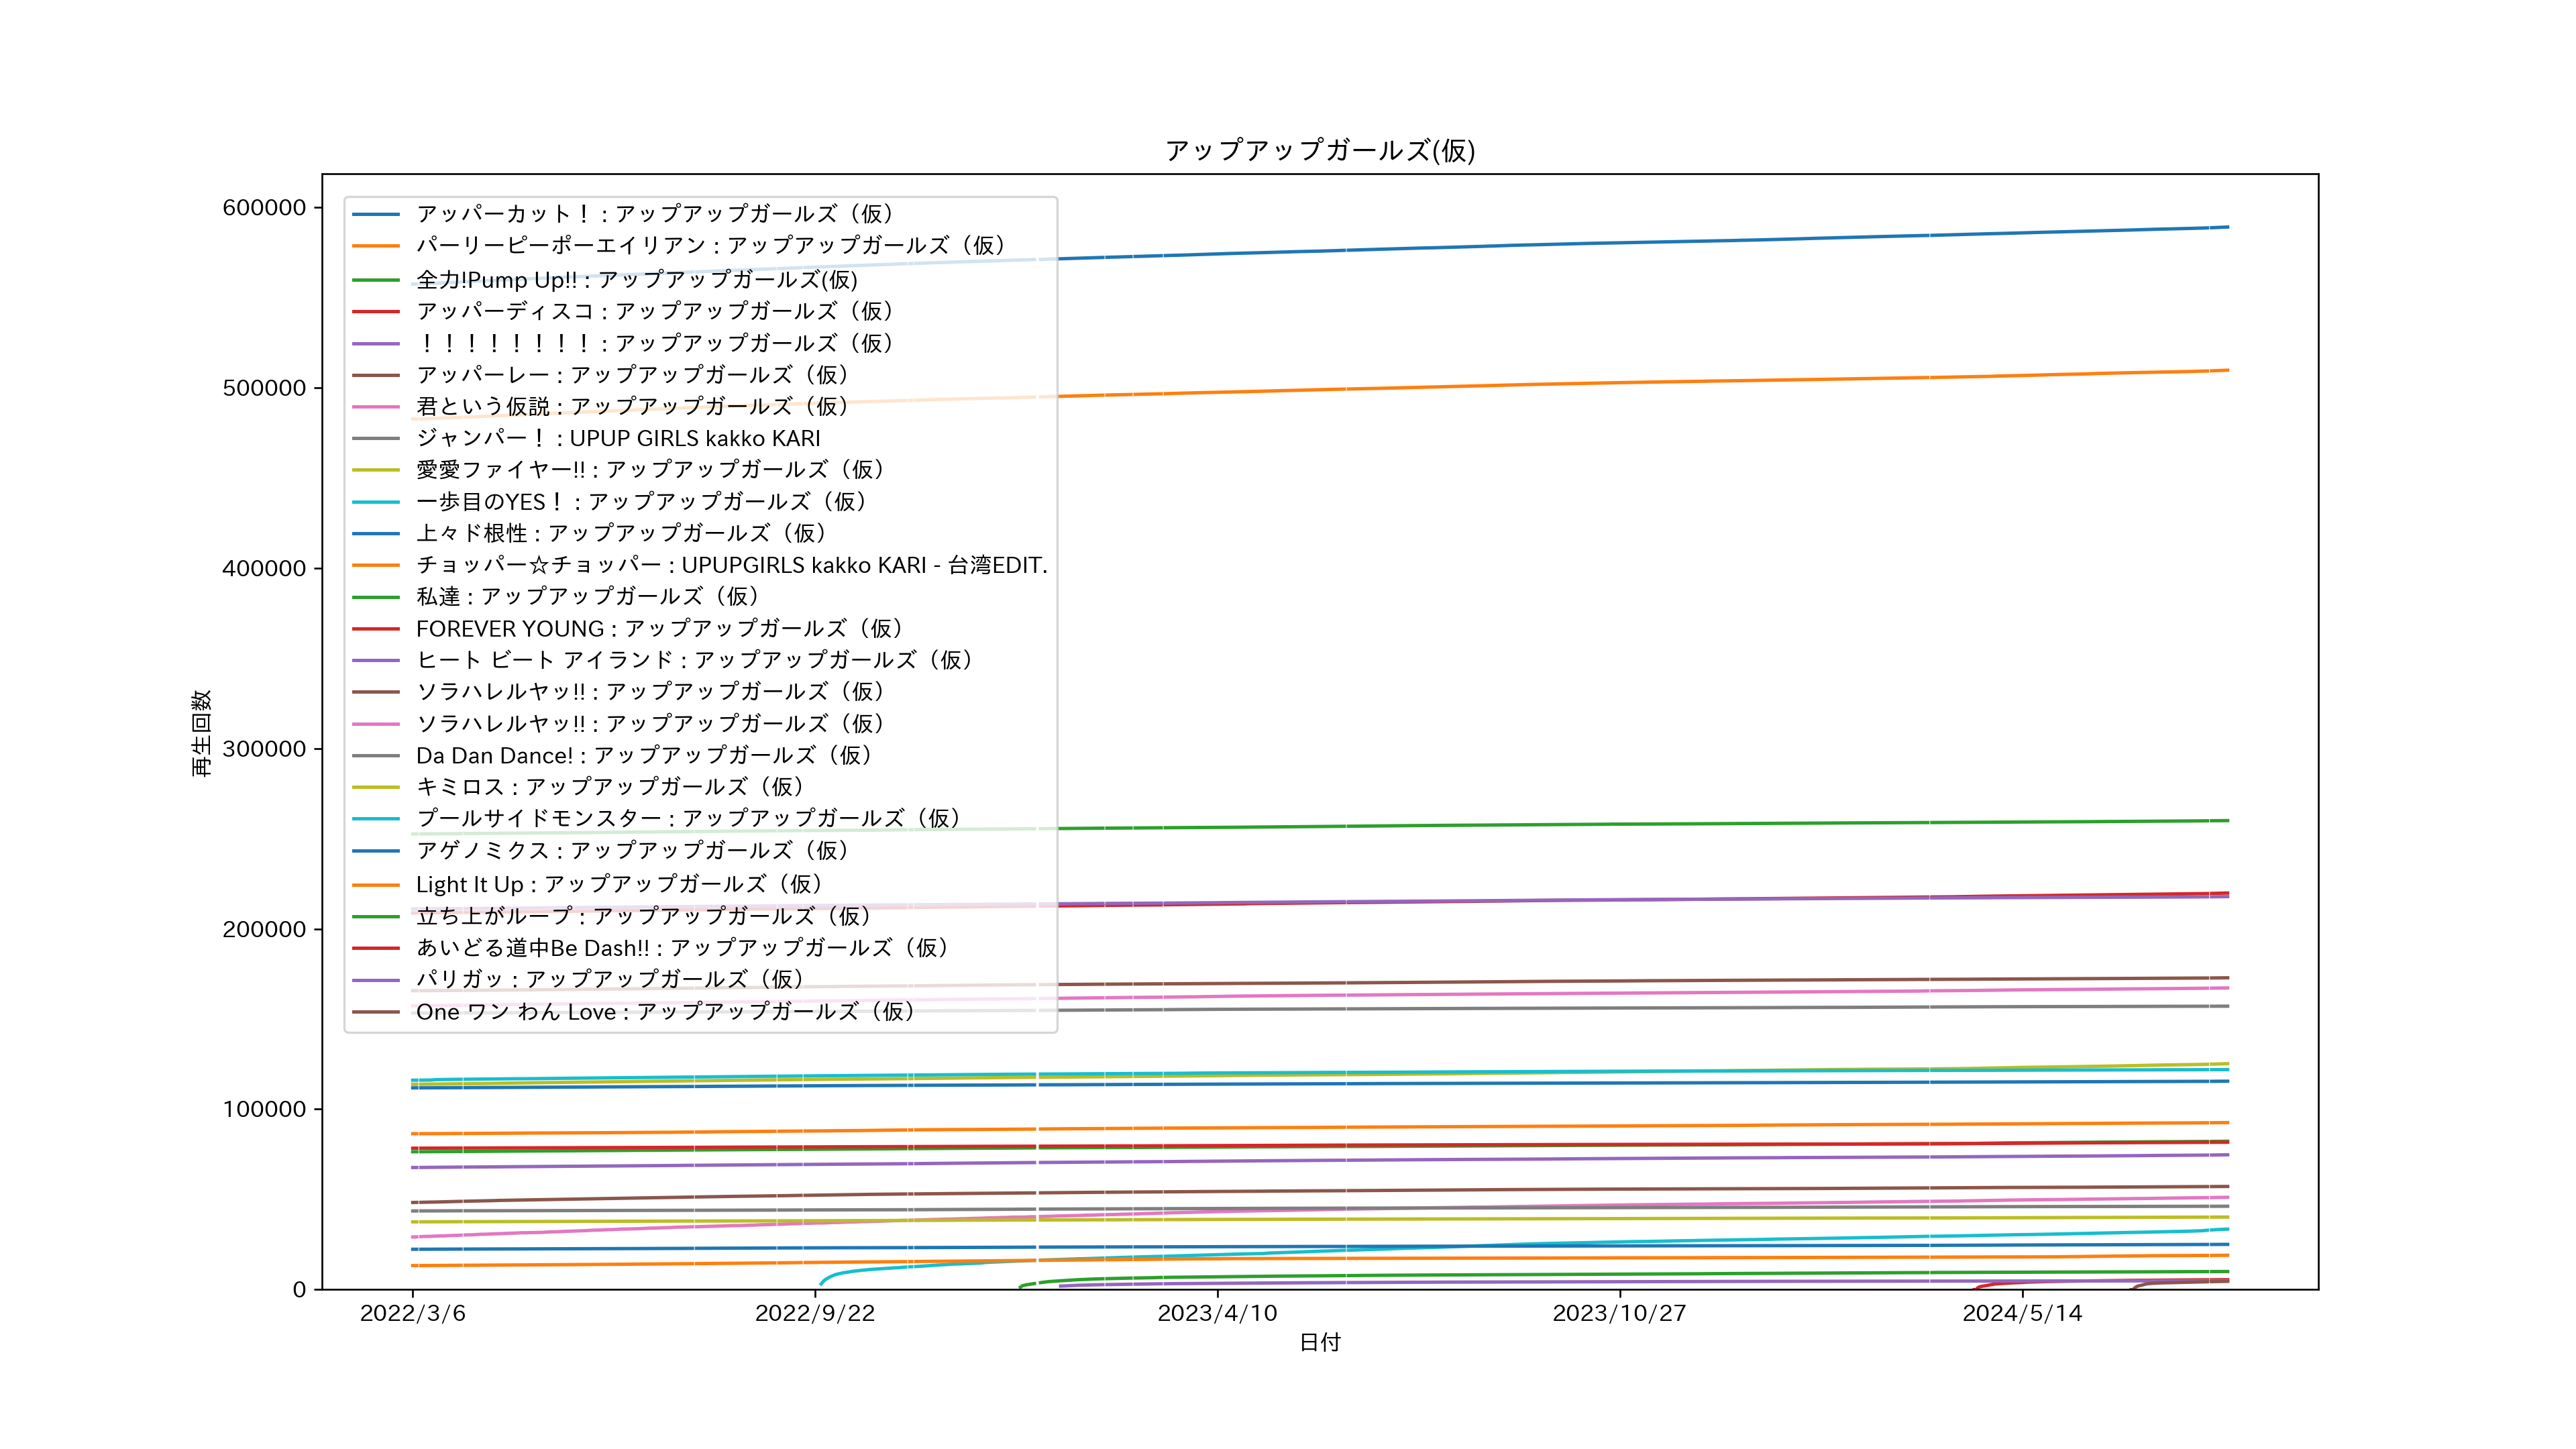 アップアップガールズ(仮)
600000
500000
400000
300000
200000
100000
0
再生回数
アッパーカット！ : アップアップガールズ（仮）
パーリーピーポーエイリアン : アップアップガールズ（仮）
全力!Pump Up!! : アップアップガールズ(仮)
アッパーディスコ : アップアップガールズ（仮）
！！！！！！！！ : アップアップガールズ（仮）
アッパーレー : アップアップガールズ（仮）
君という仮説 : アップアップガールズ（仮）
ジャンパー！ : UPUP GIRLS kakko KARI
愛愛ファイヤー!! : アップアップガールズ（仮）
一歩目のYES！ : アップアップガールズ（仮）
上々ド根性 : アップアップガールズ（仮）
チョッパー☆チョッパー : UPUPGIRLS kakko KARI - 台湾EDIT.
私達 : アップアップガールズ（仮）
FOREVER YOUNG : アップアップガールズ（仮）
ヒート ビート アイランド : アップアップガールズ（仮）
ソラハレルヤッ!! : アップアップガールズ（仮）
ソラハレルヤッ!! : アップアップガールズ（仮）
Da Dan Dance! : アップアップガールズ（仮）
キミロス : アップアップガールズ（仮）
プールサイドモンスター : アップアップガールズ（仮）
アゲノミクス : アップアップガールズ（仮）
Light It Up : アップアップガールズ（仮）
立ち上がループ : アップアップガールズ（仮）
あいどる道中Be Dash!! : アップアップガールズ（仮）
パリガッ : アップアップガールズ（仮）
One ワン わん Love : アップアップガールズ（仮）
2022/3/6
2022/9/22
2023/4/10
2023/10/27
2024/5/14
日付